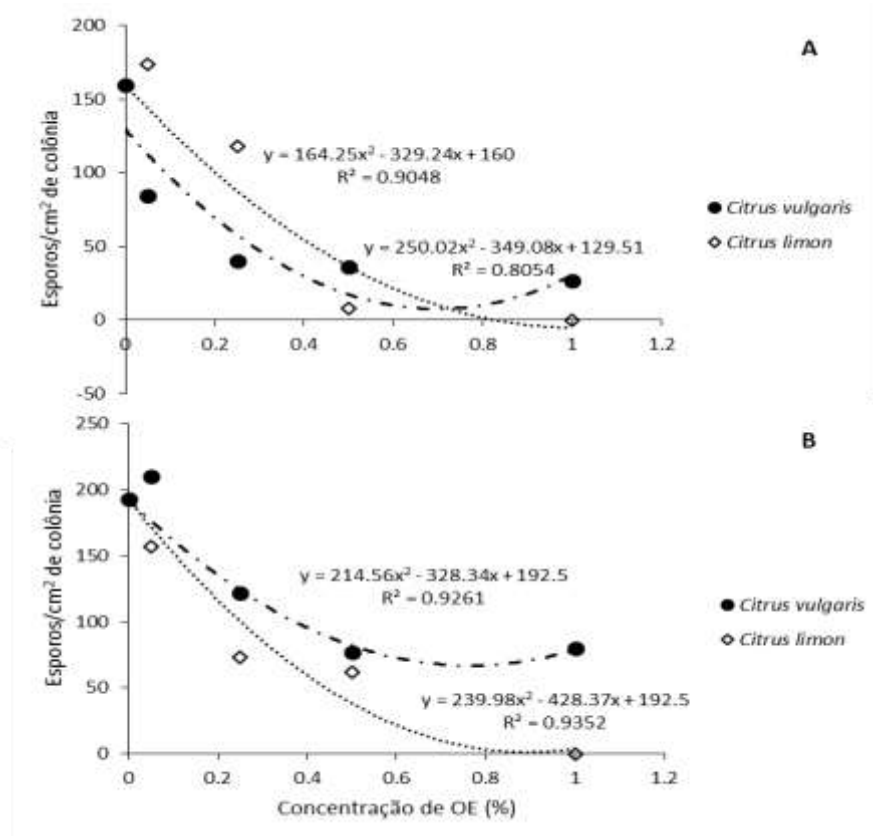 A
200
150
100
50
0
-50
Esporos/cm² de colônia
y = 164.25x² - 329.24x + 160
R² = 0.9048
y = 250.02x² - 349.08x + 129.51
R² = 0.8054
Citrus vulgaris
Citrus limon
0 0.2 0.4 0.6 0.8 1 1.2
B
250
200
150
100
50
0
Esporos/cm² de colônia
y = 214.56x² - 328.34x + 192.5
R² = 0.9261
y = 239.98x² - 428.37x + 192.5
R² = 0.9352
Citrus vulgaris
Citrus limon
0 0.2 0.4 0.6 0.8 1 1.2
Concentração de OE (%)